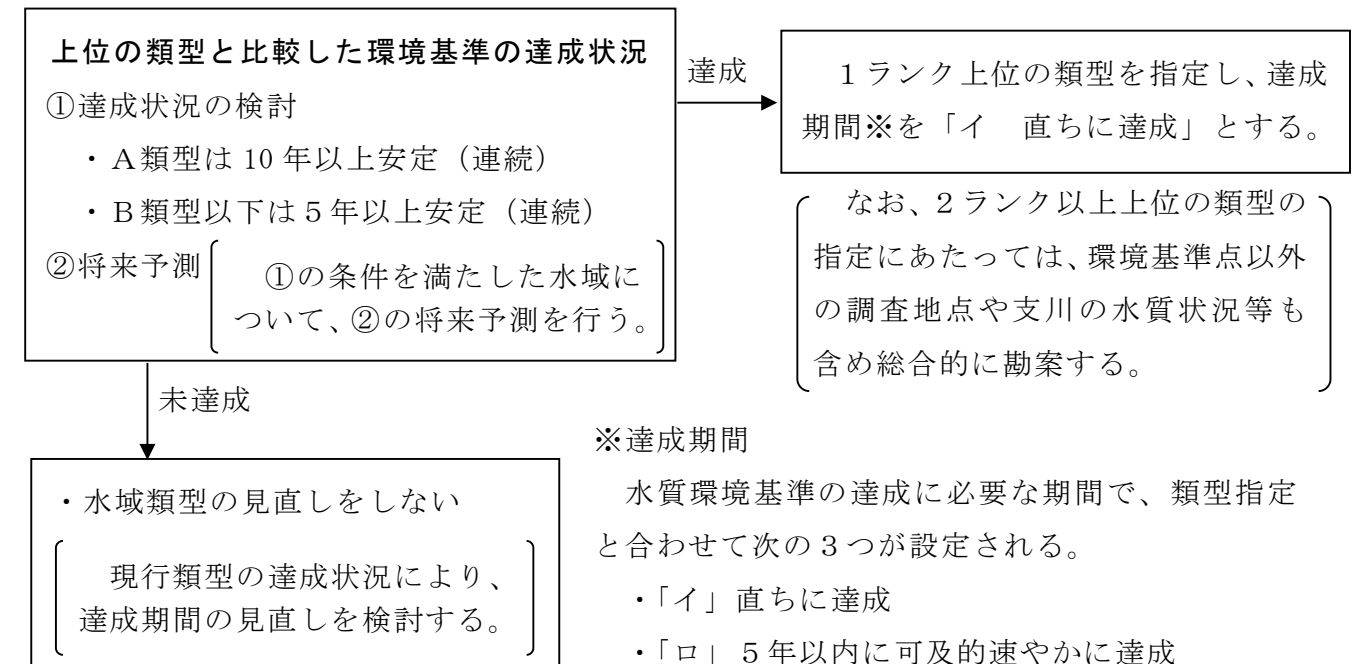 上位の類型と比較した環境基準の達成状況
①達成状況の検討
・A類型は10年以上安定（連続）
・B類型以下は5年以上安定（連続）
②将来予測
①の条件を満たした水域に
ついて、②の将来予測を行う。
達成
１ランク上位の類型を指定し、達成
期間※を「イ　直ちに達成」とする。
なお、２ランク以上上位の類型の
指定にあたっては、環境基準点以外
の調査地点や支川の水質状況等も
含め総合的に勘案する。
未達成
・水域類型の見直しをしない
現行類型の達成状況により、
達成期間の見直しを検討する。
※達成期間
水質環境基準の達成に必要な期間で、類型指定
と合わせて次の３つが設定される。
・「イ」直ちに達成
・「ロ」５年以内に可及的速やかに達成